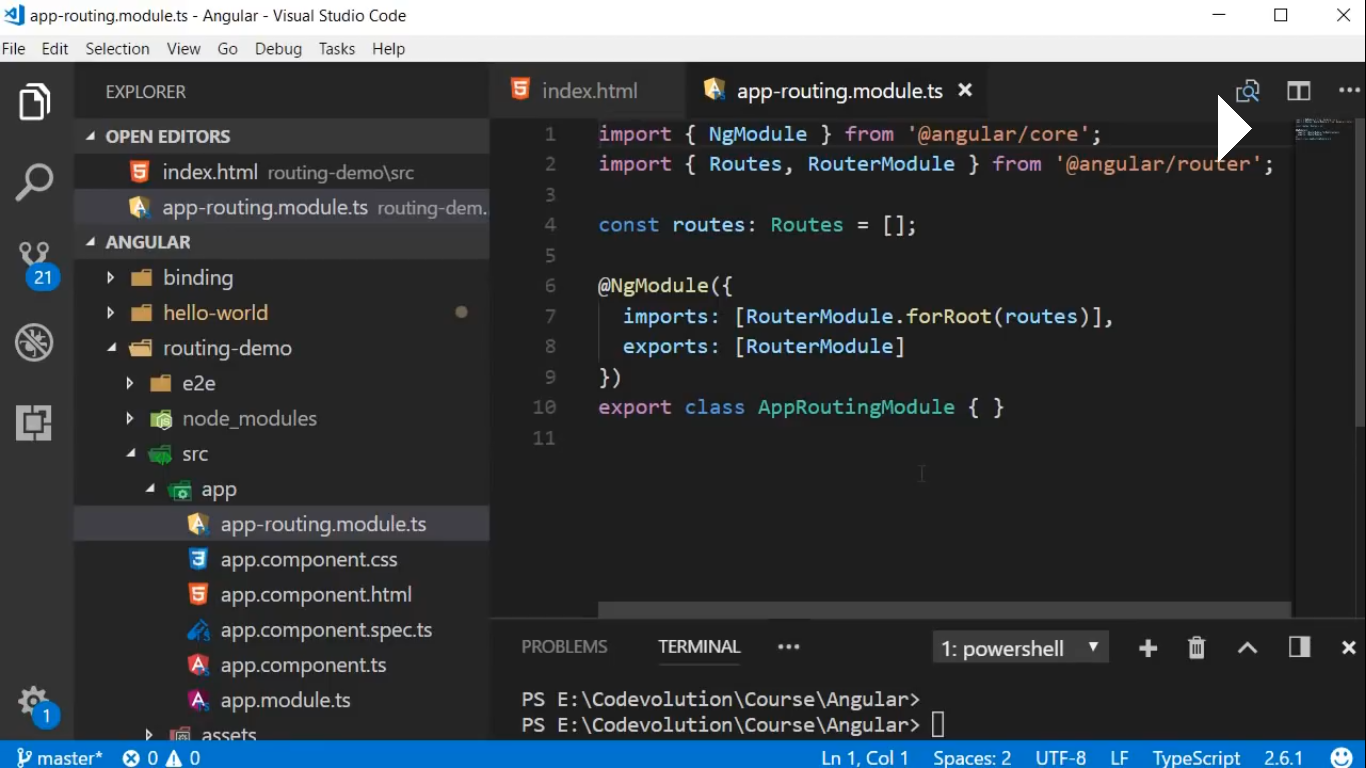 app-routing.module.ts - Angular - Visual Studio Code
File Edit Selection View Go Debug Tasks Help
EXPLORER
OPEN EDITORS
index.html routing-demo\src
app-routing.module.ts routing-dem...
ANGULAR
binding
hello-world
routing-demo
e2e
node_modules
src
app
app-routing.module.ts
app.component.css
app.component.html
app.component.spec.ts
app.component.ts
app.module.ts
assets
21
1
index.html app-routing.module.ts
1 import { NgModule } from '@angular/core';
2 import { Routes, RouterModule } from '@angular/router';
3
4 const routes: Routes = [];
5
6 @NgModule({
7   imports: [RouterModule.forRoot(routes)],
8   exports: [RouterModule]
9 })
10 export class AppRoutingModule { }
11
PROBLEMS TERMINAL ••• 1: powershell
PS E:\Codevolution\Course\Angular>
PS E:\Codevolution\Course\Angular>
master* 0 0 Ln 1, Col 1 Spaces: 2 UTF-8 LF TypeScript 2.6.1